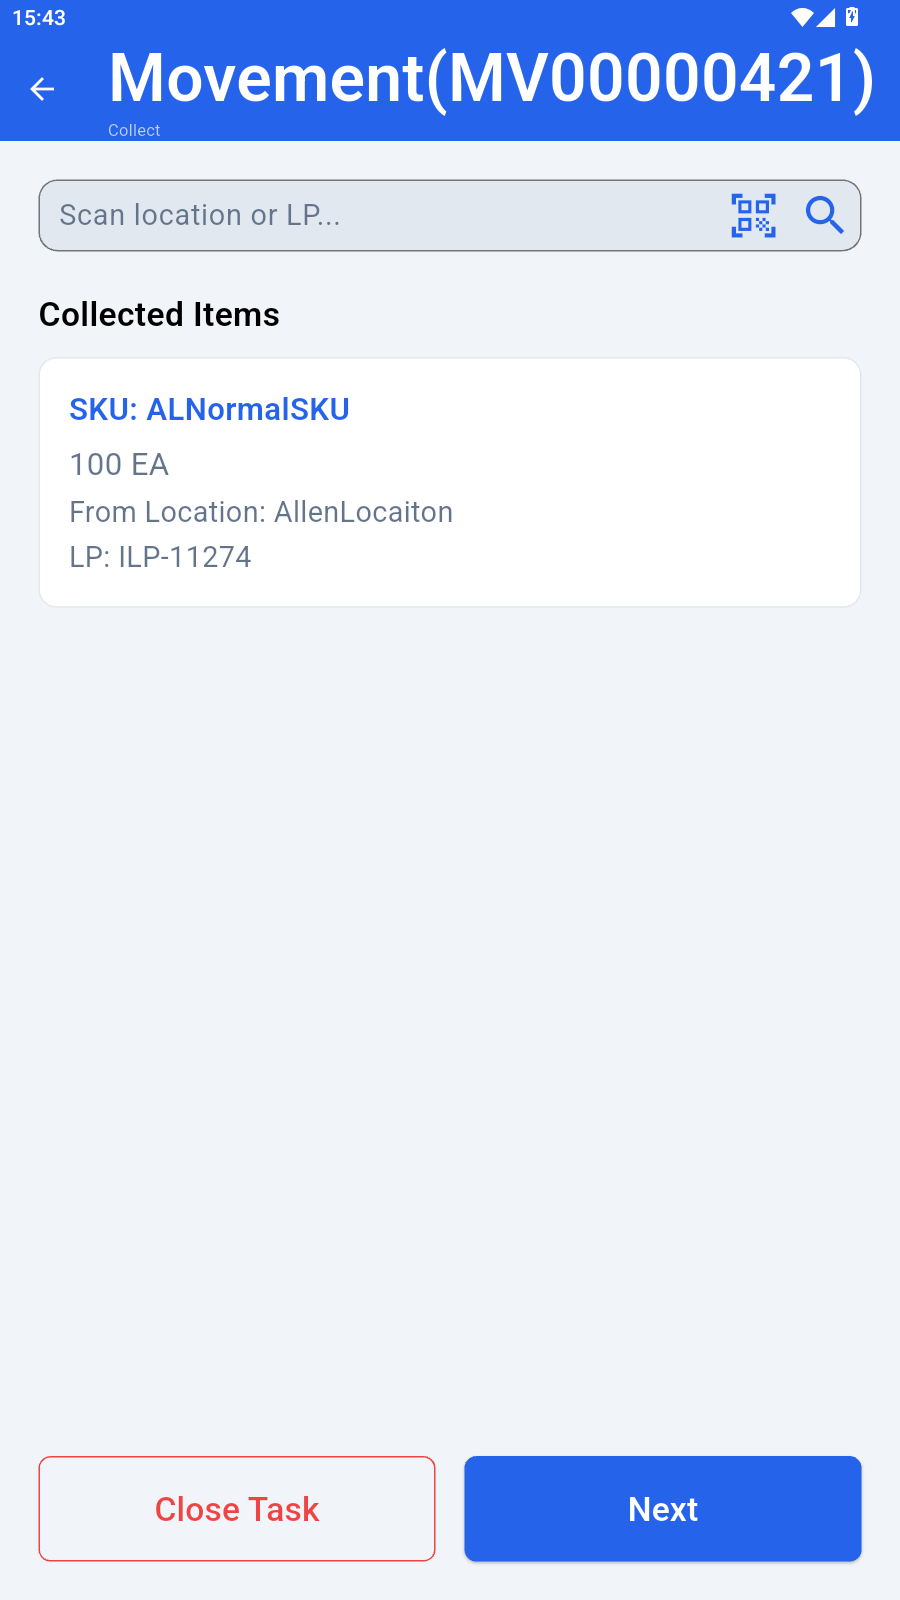 15:43
Movement(MV00000421)
Collect
Scan location or LP...
Collected Items
SKU: ALNormalSKU
100 EA
From Location: AllenLocaiton
LP: ILP-11274
Close Task
Next